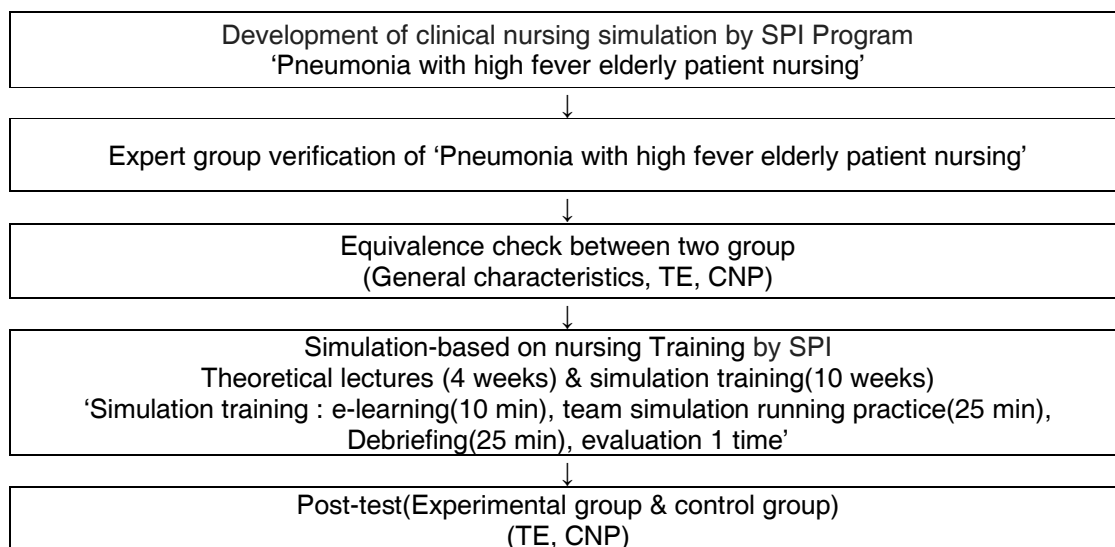 Development of clinical nursing simulation by SPI Program
‘Pneumonia with high fever elderly patient nursing’
↓
Expert group verification of ‘Pneumonia with high fever elderly patient nursing’
↓
Equivalence check between two group
(General characteristics, TE, CNP)
↓
Simulation-based on nursing Training by SPI
Theoretical lectures (4 weeks) & simulation training(10 weeks)
‘Simulation training : e-learning(10 min), team simulation running practice(25 min),
Debriefing(25 min), evaluation 1 time’
↓
Post-test(Experimental group & control group)
(TE, CNP)